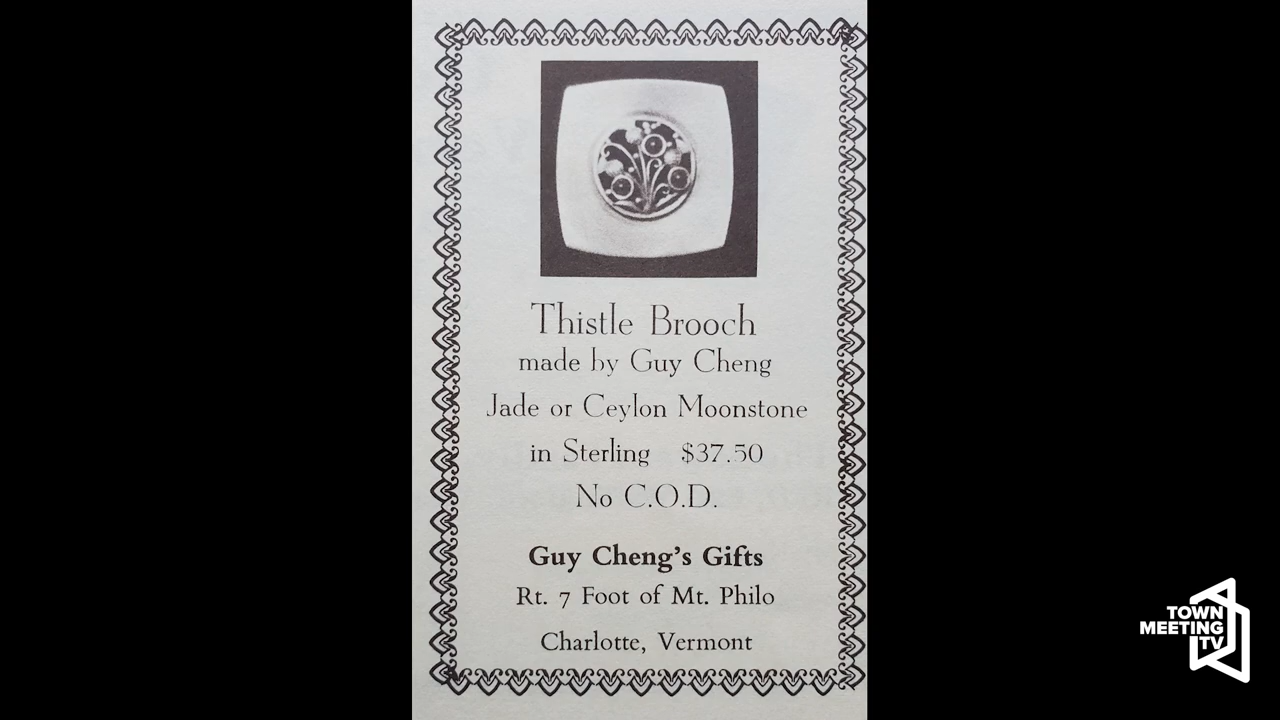 Thistle Brooch
made by Guy Cheng
Jade or Ceylon Moonstone
in Sterling $37.50
No C.O.D.
Guy Cheng's Gifts
Rt. 7 Foot of Mt. Philo
Charlotte, Vermont
TOWN
MEETING
TV